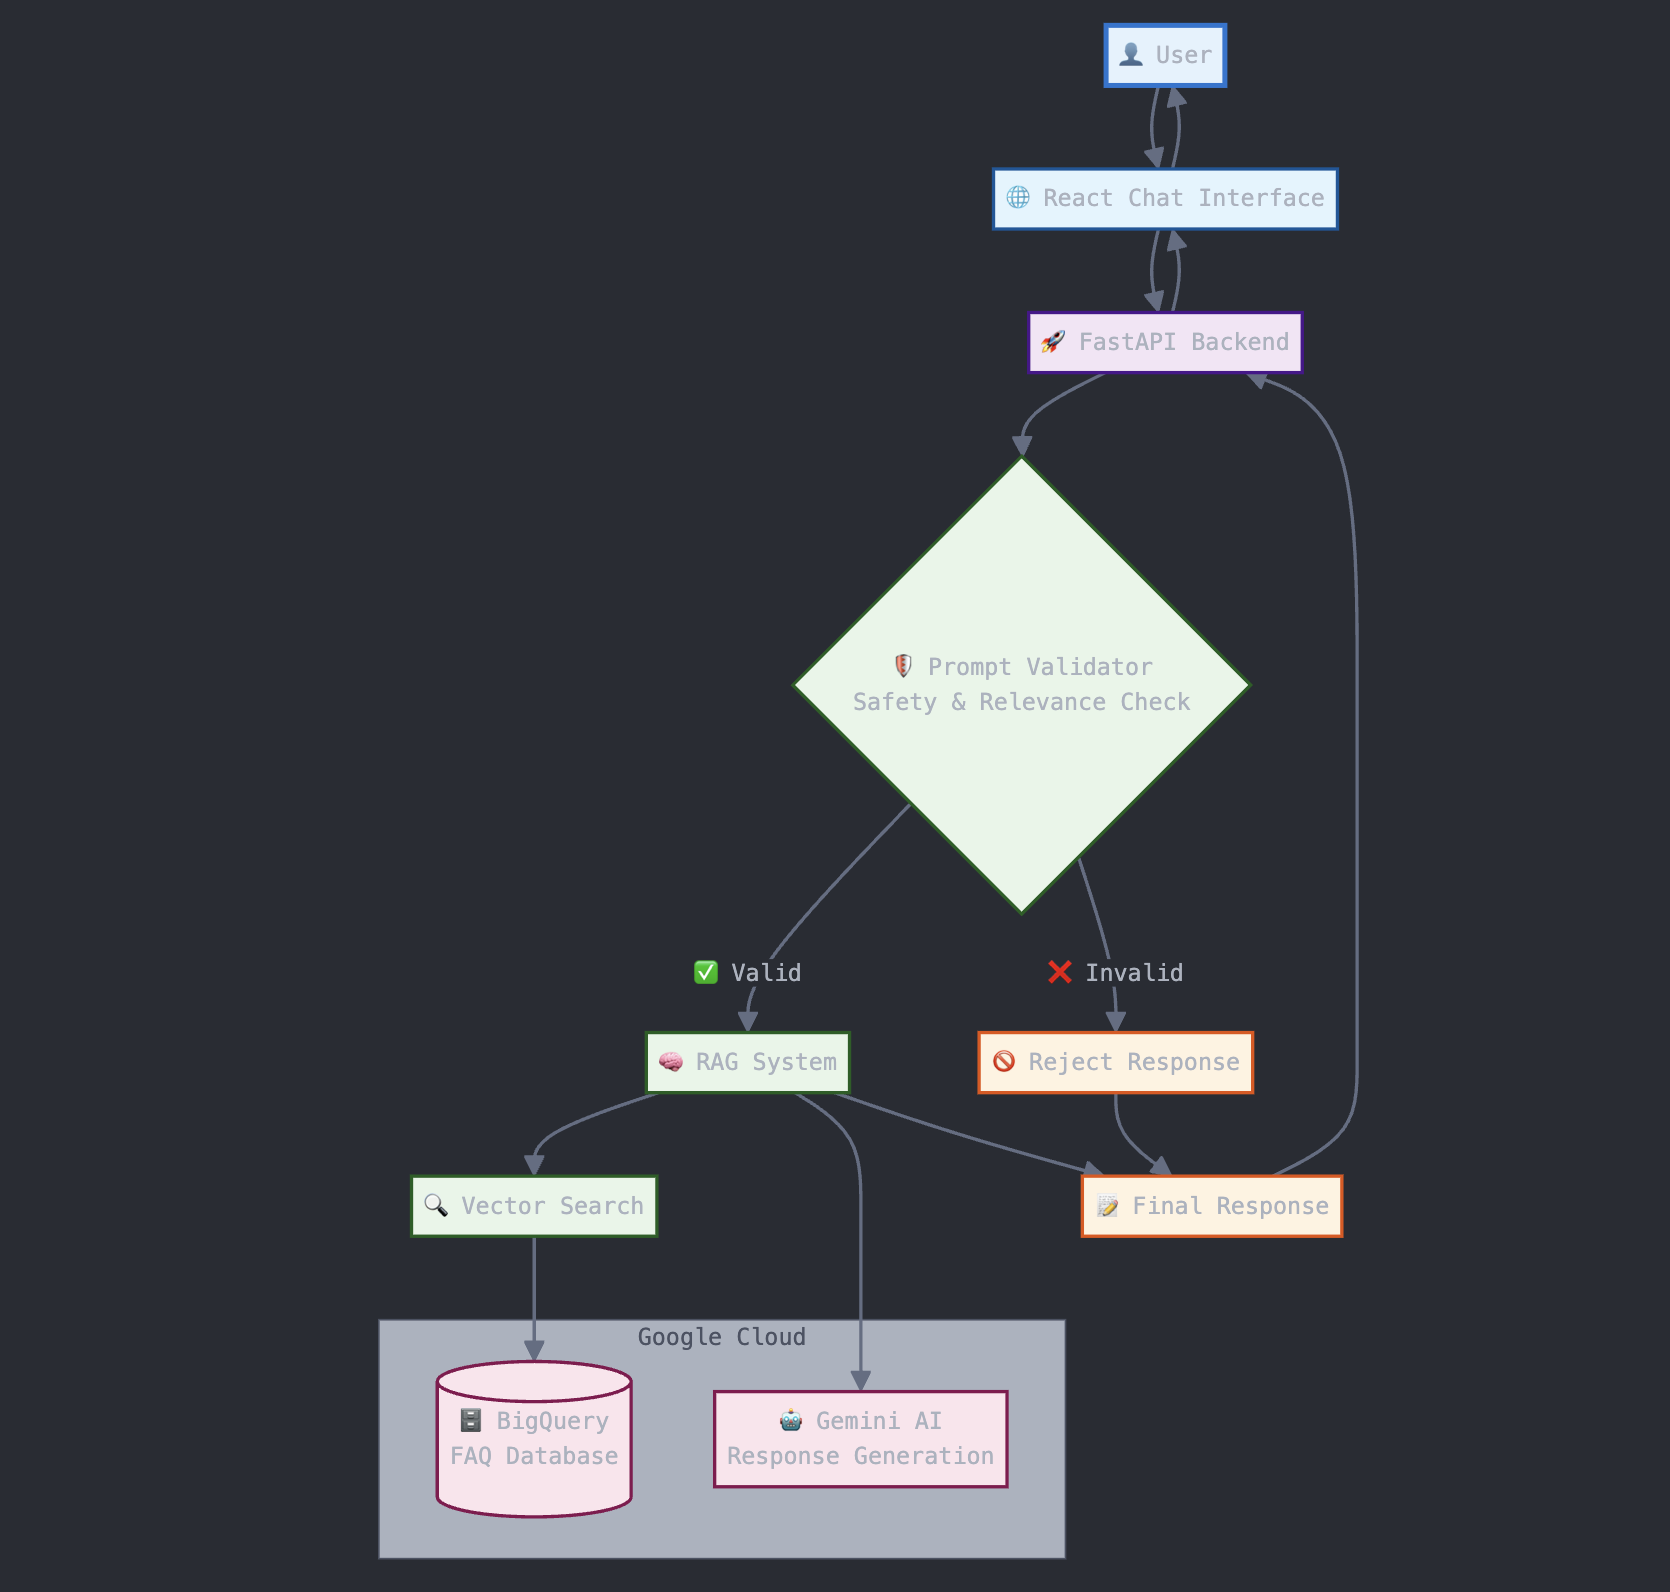 User
React Chat Interface
FastAPI Backend
Prompt Validator
Safety & Relevance Check
Valid
Invalid
RAG System
Reject Response
Vector Search
Final Response
Google Cloud
BigQuery
FAQ Database
Gemini AI
Response Generation